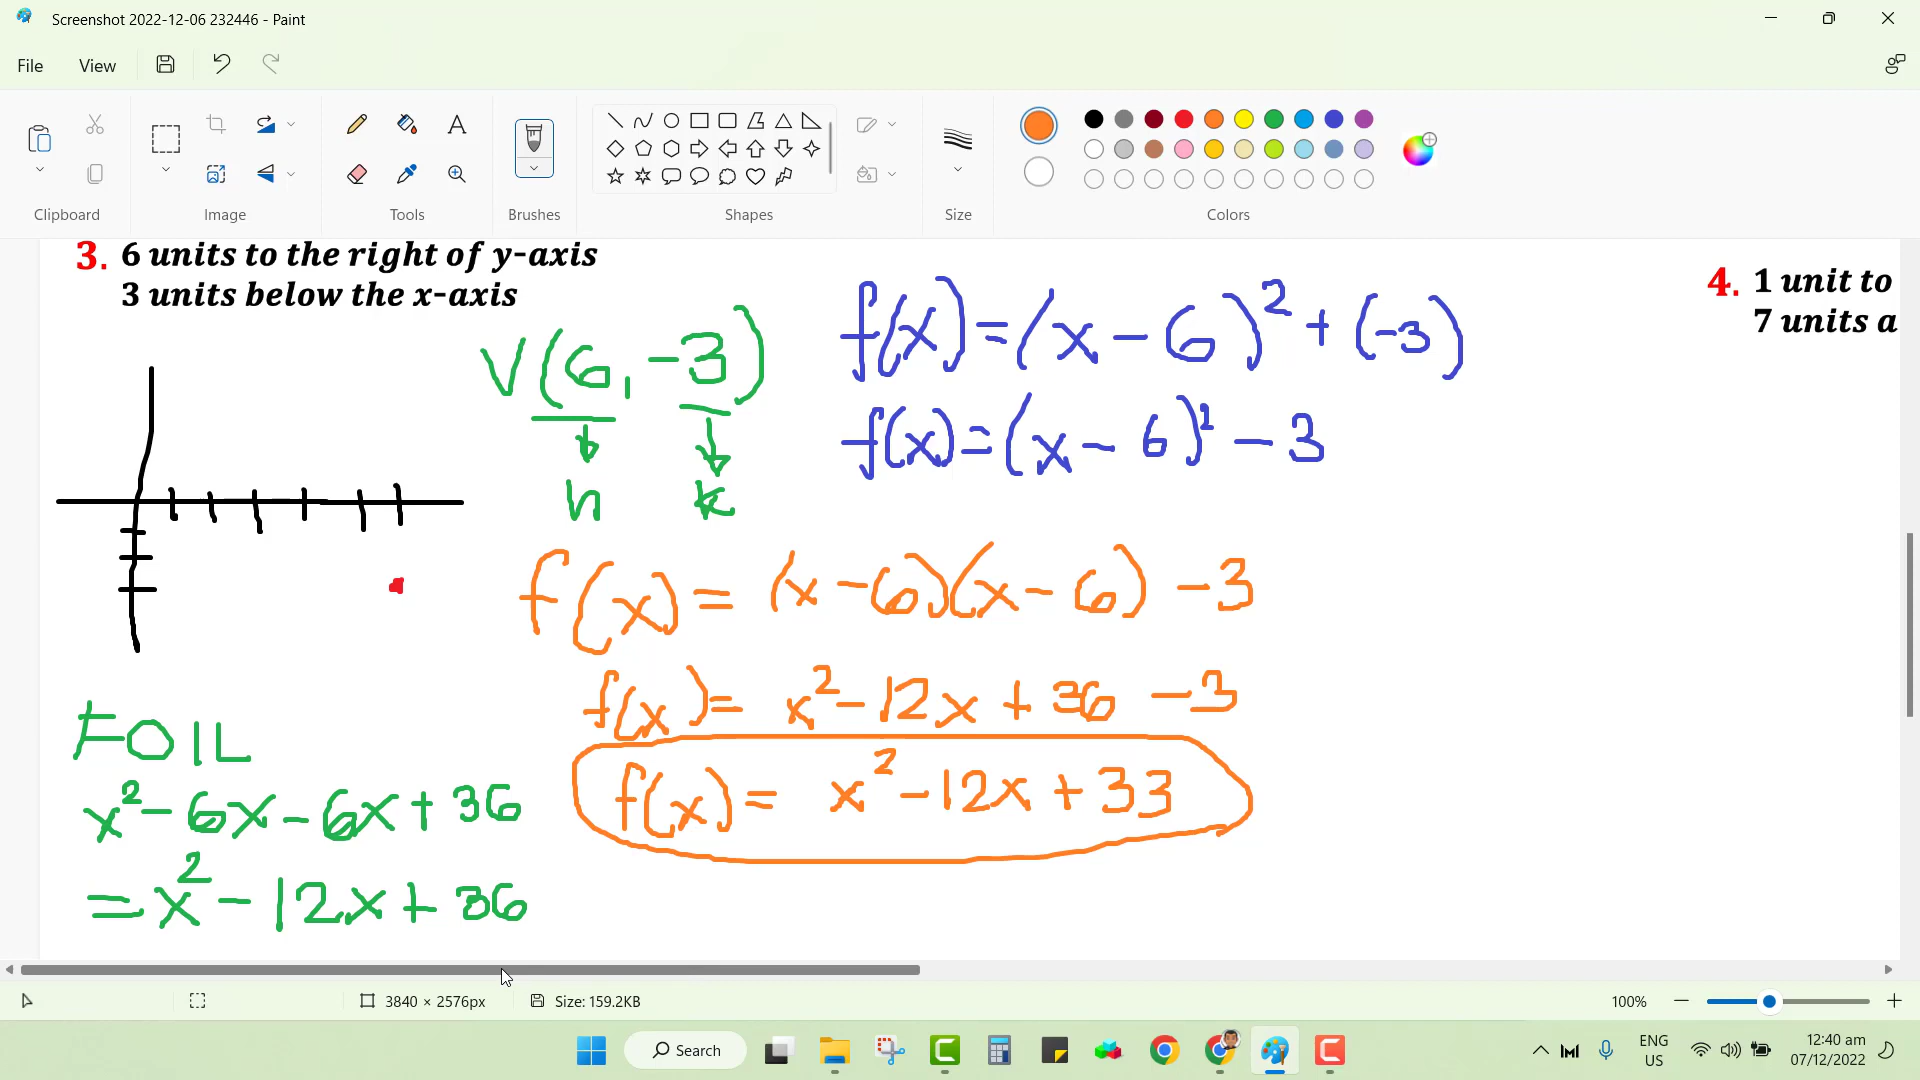 Screenshot 2022-12-06 232446 - Paint
File View
Clipboard Image Tools Brushes Shapes Size Colors
3. 6 units to the right of y-axis
3 units below the x-axis
4. 1 unit to
7 units a
V(6, -3)
h k
f(x) = (x - 6)² + (-3)
f(x) = (x - 6)² - 3
f(x) = (x - 6)(x - 6) - 3
f(x) = x² - 12x + 36 - 3
f(x) = x² - 12x + 33
FOIL
x² - 6x - 6x + 36
= x² - 12x + 36
3840 × 2576px Size: 159.2KB 100%
Search ENG 12:40 am
US 07/12/2022